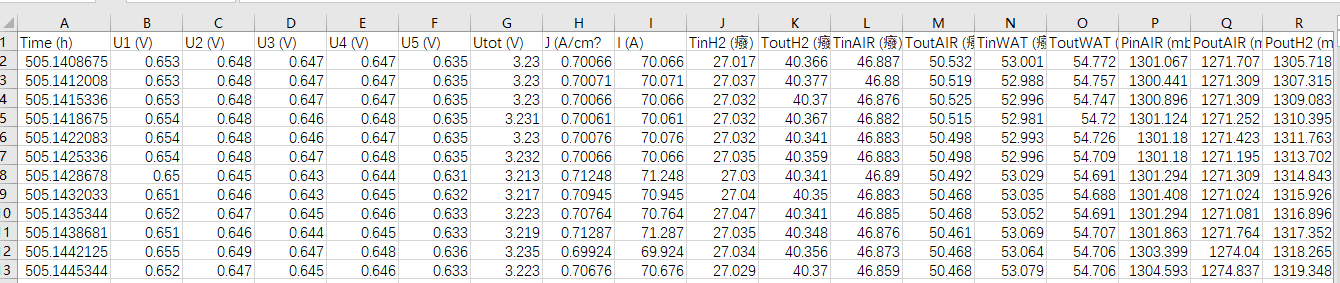 A B C D E F G H I J K L M N O P Q R
1 Time (h) U1 (V) U2 (V) U3 (V) U4 (V) U5 (V) Utot (V) J (A/cm? I (A) TinH2 (癈) ToutH2 (癈 TinAIR (癈) ToutAIR (癈 TinWAT (癈 ToutWAT ( PinAIR (mb PoutAIR (m PoutH2 (m
2 505.1408675 0.653 0.648 0.647 0.647 0.635 3.23 0.70066 70.066 27.017 40.366 46.887 50.532 53.001 54.772 1301.067 1271.707 1305.718
3 505.1412008 0.653 0.648 0.647 0.647 0.635 3.23 0.70071 70.071 27.037 40.377 46.88 50.519 52.988 54.757 1300.441 1271.309 1307.315
4 505.1415336 0.653 0.648 0.647 0.647 0.635 3.23 0.70066 70.066 27.032 40.37 46.876 50.525 52.996 54.747 1300.896 1271.309 1309.083
5 505.1418675 0.654 0.648 0.646 0.648 0.635 3.231 0.70061 70.061 27.032 40.367 46.882 50.515 52.981 54.72 1301.124 1271.252 1310.395
6 505.1422083 0.654 0.648 0.646 0.647 0.635 3.23 0.70076 70.076 27.032 40.341 46.883 50.498 52.993 54.726 1301.18 1271.423 1311.763
7 505.1425336 0.654 0.648 0.647 0.648 0.635 3.232 0.70066 70.066 27.035 40.359 46.883 50.498 52.996 54.709 1301.18 1271.195 1313.702
8 505.1428678 0.65 0.645 0.643 0.644 0.631 3.213 0.71248 71.248 27.03 40.341 46.89 50.492 53.029 54.691 1301.294 1271.309 1314.843
9 505.1432033 0.651 0.646 0.643 0.645 0.632 3.217 0.70945 70.945 27.04 40.35 46.883 50.468 53.035 54.688 1301.408 1271.024 1315.926
0 505.1435344 0.652 0.647 0.645 0.646 0.633 3.223 0.70764 70.764 27.047 40.341 46.885 50.468 53.052 54.691 1301.294 1271.081 1316.896
1 505.1438681 0.651 0.646 0.644 0.645 0.633 3.219 0.71287 71.287 27.035 40.348 46.876 50.461 53.069 54.707 1301.863 1271.764 1317.352
2 505.1442125 0.655 0.649 0.647 0.648 0.636 3.235 0.69924 69.924 27.034 40.356 46.873 50.468 53.064 54.706 1303.399 1274.04 1318.265
3 505.1445344 0.652 0.647 0.645 0.646 0.633 3.223 0.70676 70.676 27.029 40.37 46.859 50.468 53.079 54.706 1304.593 1274.837 1319.348